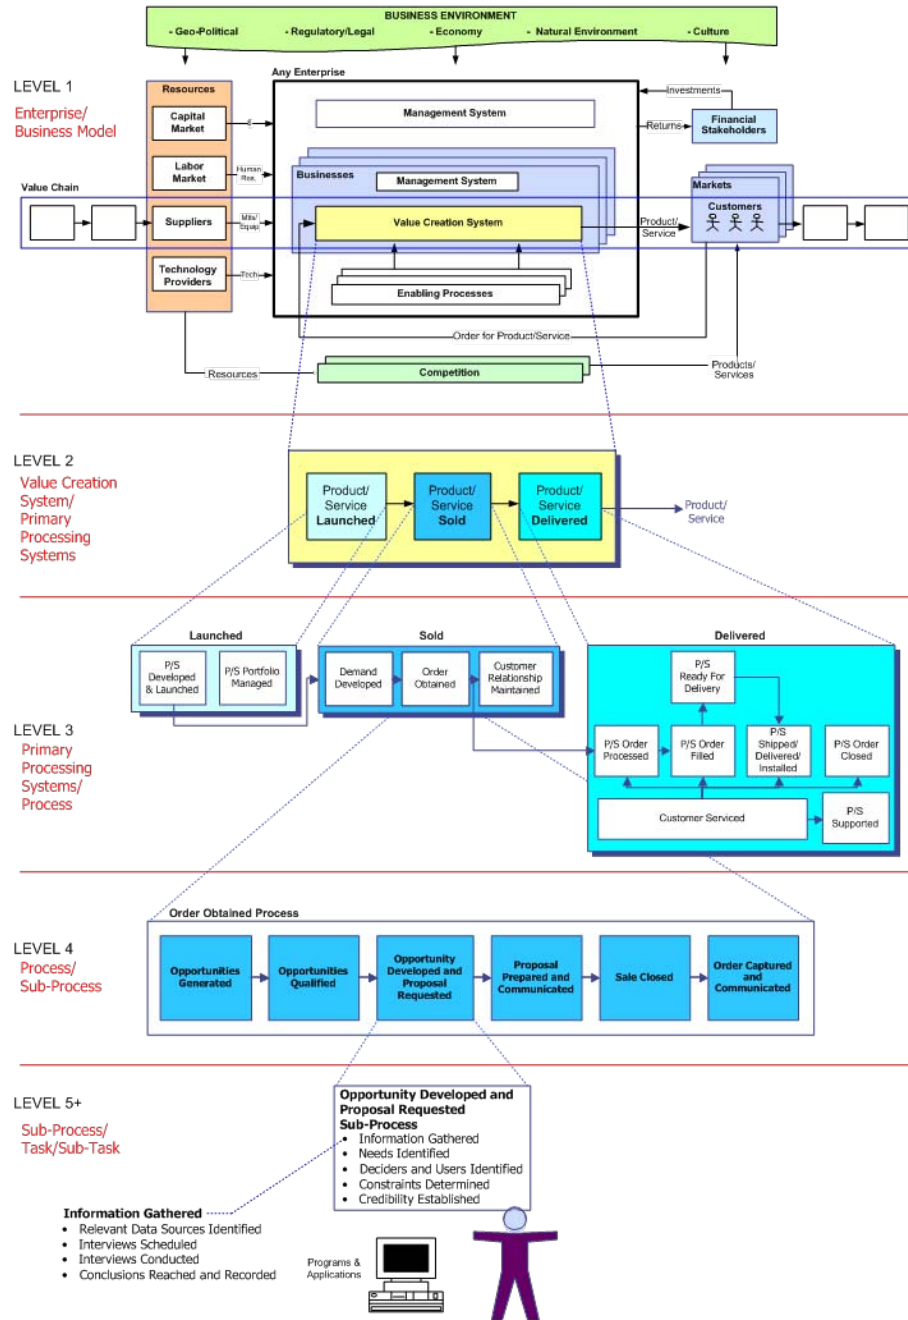 BUSINESS ENVIRONMENT
- Geo-Political - Regulatory/Legal - Economy - Natural Environment - Culture
LEVEL 1
Enterprise/
Business Model
Resources
Capital
Market
Labor
Market
Suppliers
Technology
Providers
Value Chain
Any Enterprise
Management System
Businesses
Management System
Value Creation System
Enabling Processes
Human
Res.
Mtls/
Equip
Tech
Investments
Returns
Financial
Stakeholders
Markets
Customers
Product/
Service
Order for Product/Service
Resources
Competition
Products/
Services
LEVEL 2
Value Creation
System/
Primary
Processing
Systems
Product/
Service
Launched
Product/
Service
Sold
Product/
Service
Delivered
Product/
Service
LEVEL 3
Primary
Processing
Systems/
Process
Launched
P/S
Developed
& Launched
P/S Portfolio
Managed
Sold
Demand
Developed
Order
Obtained
Customer
Relationship
Maintained
Delivered
P/S
Ready For
Delivery
P/S Order
Processed
P/S Order
Filled
P/S
Shipped/
Delivered/
Installed
P/S Order
Closed
Customer Serviced
P/S
Supported
LEVEL 4
Process/
Sub-Process
Order Obtained Process
Opportunities
Generated
Opportunities
Qualified
Opportunity
Developed and
Proposal
Requested
Proposal
Prepared and
Communicated
Sale Closed
Order Captured
and
Communicated
LEVEL 5+
Sub-Process/
Task/Sub-Task
Opportunity Developed and
Proposal Requested
Sub-Process
• Information Gathered
• Needs Identified
• Deciders and Users Identified
• Constraints Determined
• Credibility Established
Information Gathered
• Relevant Data Sources Identified
• Interviews Scheduled
• Interviews Conducted
• Conclusions Reached and Recorded
Programs &
Applications